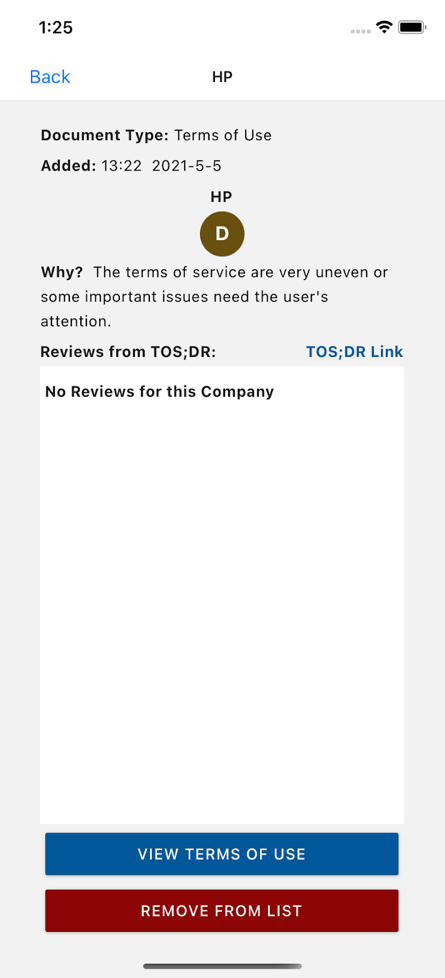 1:25
Back
HP
Document Type: Terms of Use
Added: 13:22 2021-5-5
HP
D
Why? The terms of service are very uneven or
some important issues need the user's
attention.
Reviews from TOS;DR: TOS;DR Link
No Reviews for this Company
VIEW TERMS OF USE
REMOVE FROM LIST